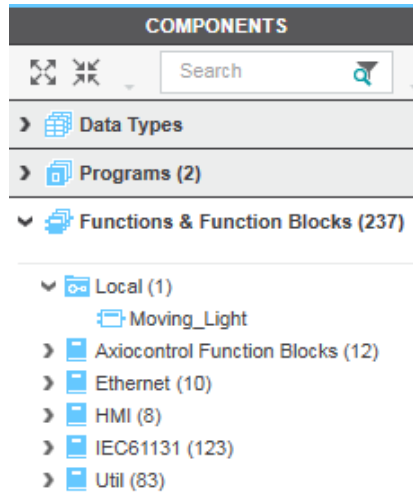 COMPONENTS
Search
Data Types
Programs (2)
Functions & Function Blocks (237)
Local (1)
Moving_Light
Axiocontrol Function Blocks (12)
Ethernet (10)
HMI (8)
IEC61131 (123)
Util (83)